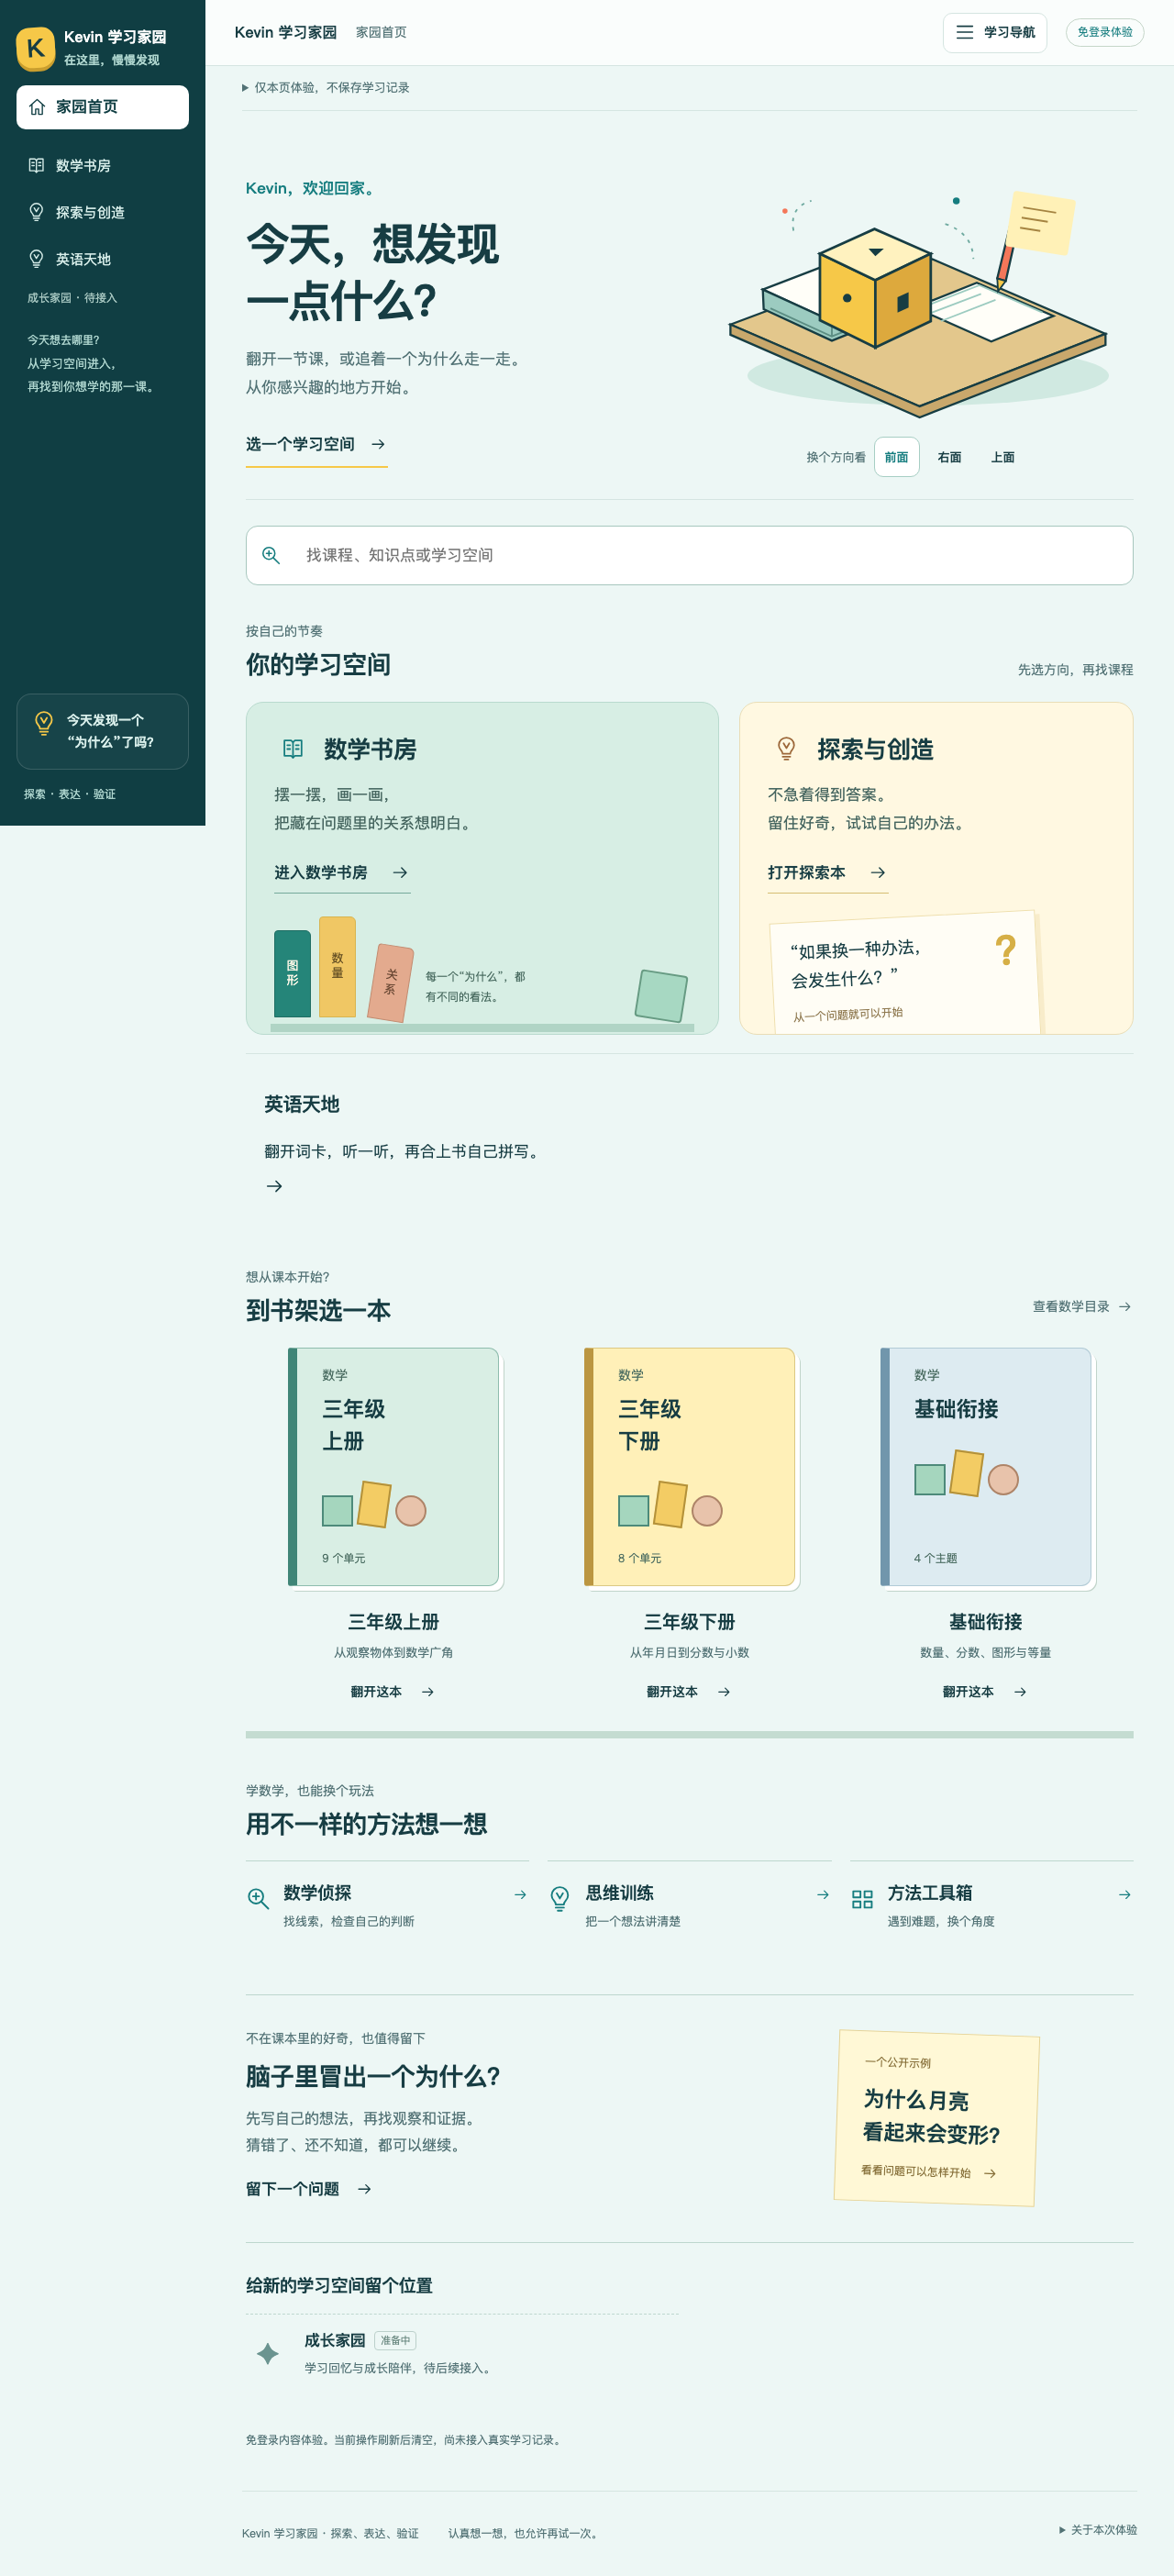 K
Kevin 学习家园
在这里，慢慢发现
家园首页
数学书房
探索与创造
英语天地
成长家园 · 待接入
今天想去哪里？
从学习空间进入，
再找到你想学的那一课。
今天发现一个
“为什么”了吗？
探索 · 表达 · 验证
Kevin 学习家园
家园首页
学习导航
免登录体验
仅本页体验，不保存学习记录
Kevin，欢迎回家。
今天，想发现
一点什么？
翻开一节课，或追着一个为什么走一走。
从你感兴趣的地方开始。
选一个学习空间
换个方向看
前面
右面
上面
找课程、知识点或学习空间
按自己的节奏
你的学习空间
先选方向，再找课程
数学书房
摆一摆，画一画，
把藏在问题里的关系想明白。
进入数学书房
图形
数量
关系
每一个“为什么”，都
有不同的看法。
探索与创造
不急着得到答案。
留住好奇，试试自己的办法。
打开探索本
“如果换一种办法，
会发生什么？”
?
从一个问题就可以开始
英语天地
翻开词卡，听一听，再合上书自己拼写。
想从课本开始？
到书架选一本
查看数学目录
数学
三年级
上册
9 个单元
三年级上册
从观察物体到数学广角
翻开这本
数学
三年级
下册
8 个单元
三年级下册
从年月日到分数与小数
翻开这本
数学
基础衔接
4 个主题
基础衔接
数量、分数、图形与等量
翻开这本
学数学，也能换个玩法
用不一样的方法想一想
数学侦探
找线索，检查自己的判断
思维训练
把一个想法讲清楚
方法工具箱
遇到难题，换个角度
不在课本里的好奇，也值得留下
脑子里冒出一个为什么？
先写自己的想法，再找观察和证据。
猜错了、还不知道，都可以继续。
留下一个问题
一个公开示例
为什么月亮
看起来会变形？
看看问题可以怎样开始
给新的学习空间留个位置
成长家园
准备中
学习回忆与成长陪伴，待后续接入。
免登录内容体验。当前操作刷新后清空，尚未接入真实学习记录。
Kevin 学习家园 · 探索、表达、验证
认真想一想，也允许再试一次。
关于本次体验